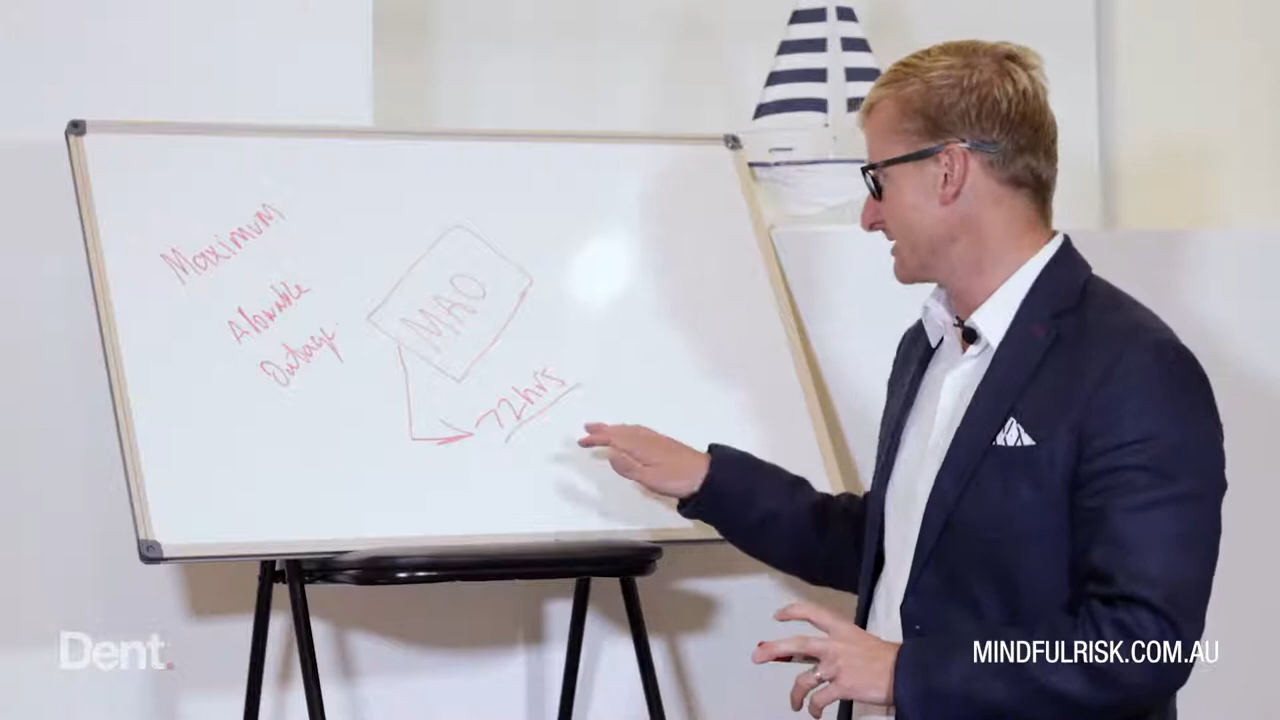 Maximum
Allowable
Outage
MAO
72hrs
Dent.
MINDFULRISK.COM.AU